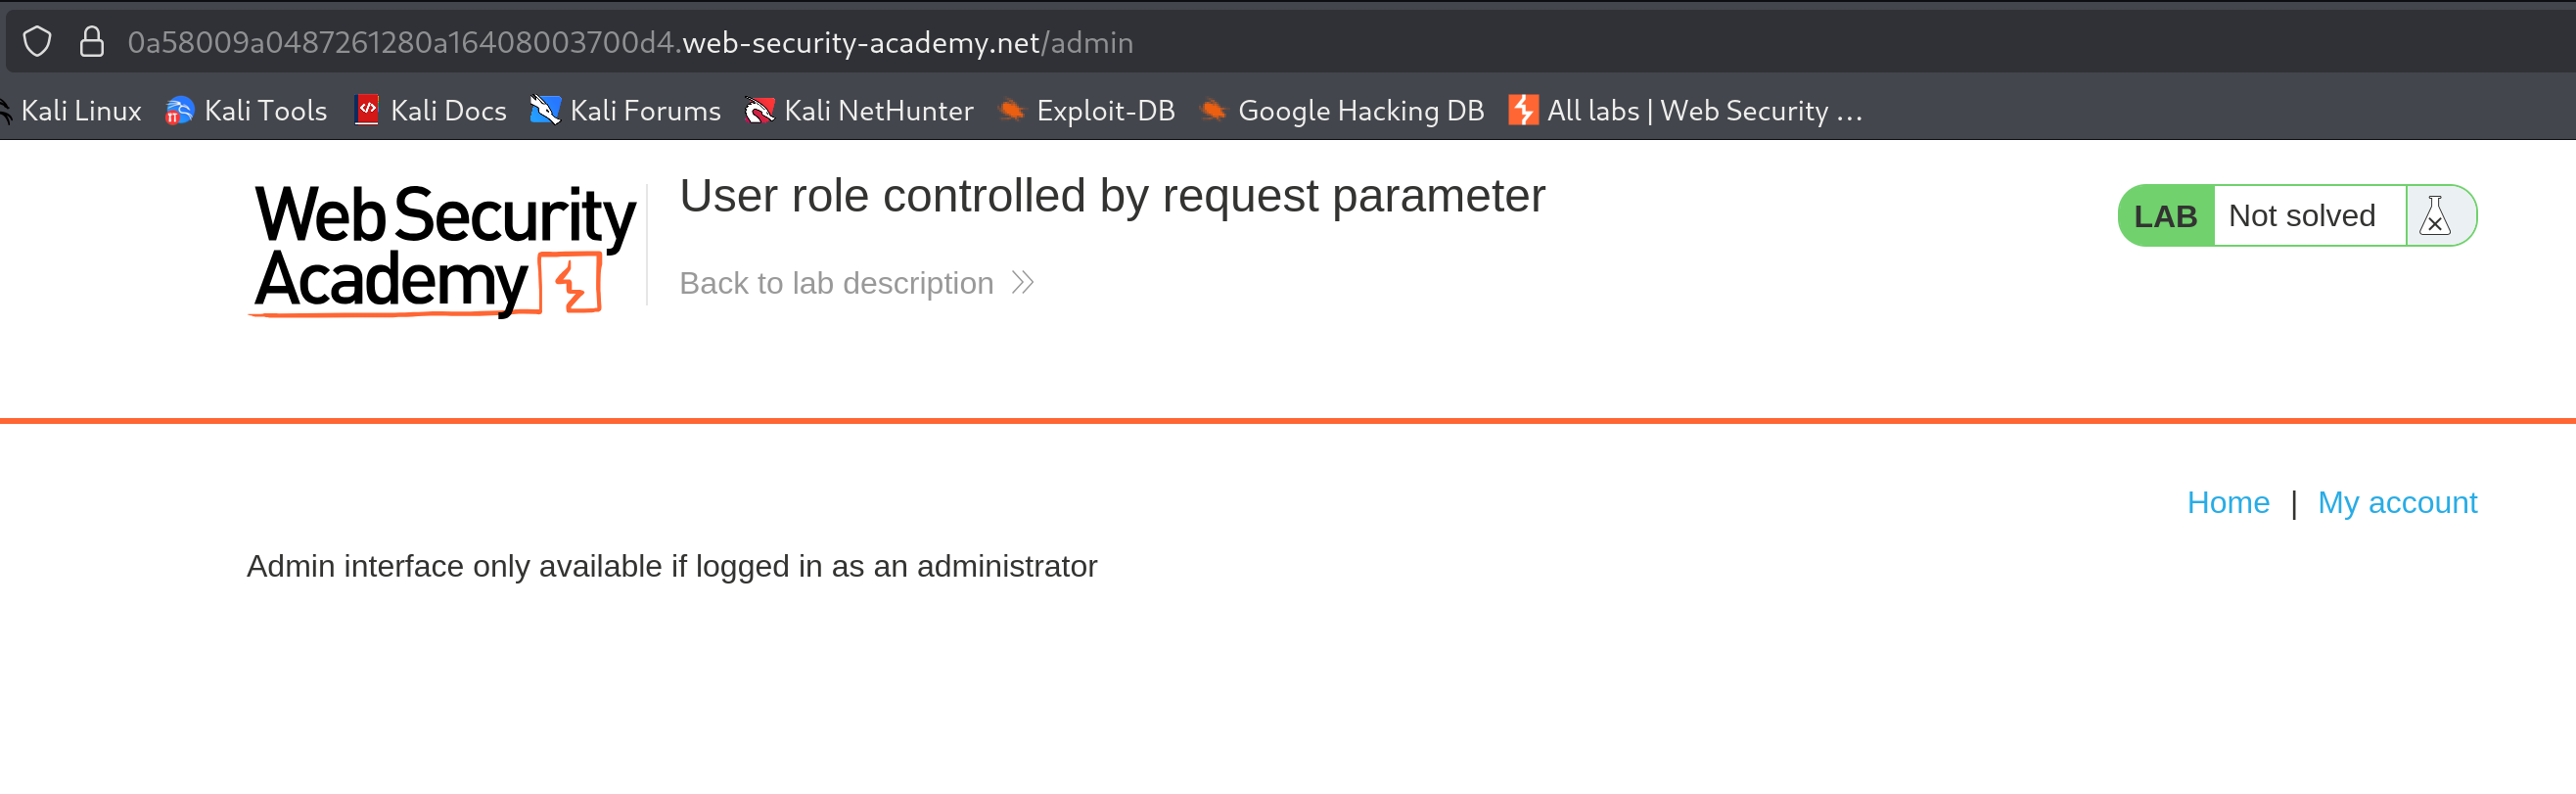 0a58009a0487261280a16408003700d4.web-security-academy.net/admin
Kali Linux Kali Tools Kali Docs Kali Forums Kali NetHunter Exploit-DB Google Hacking DB All labs | Web Security …
Web Security
Academy
User role controlled by request parameter
Back to lab description
LAB Not solved
Home | My account
Admin interface only available if logged in as an administrator